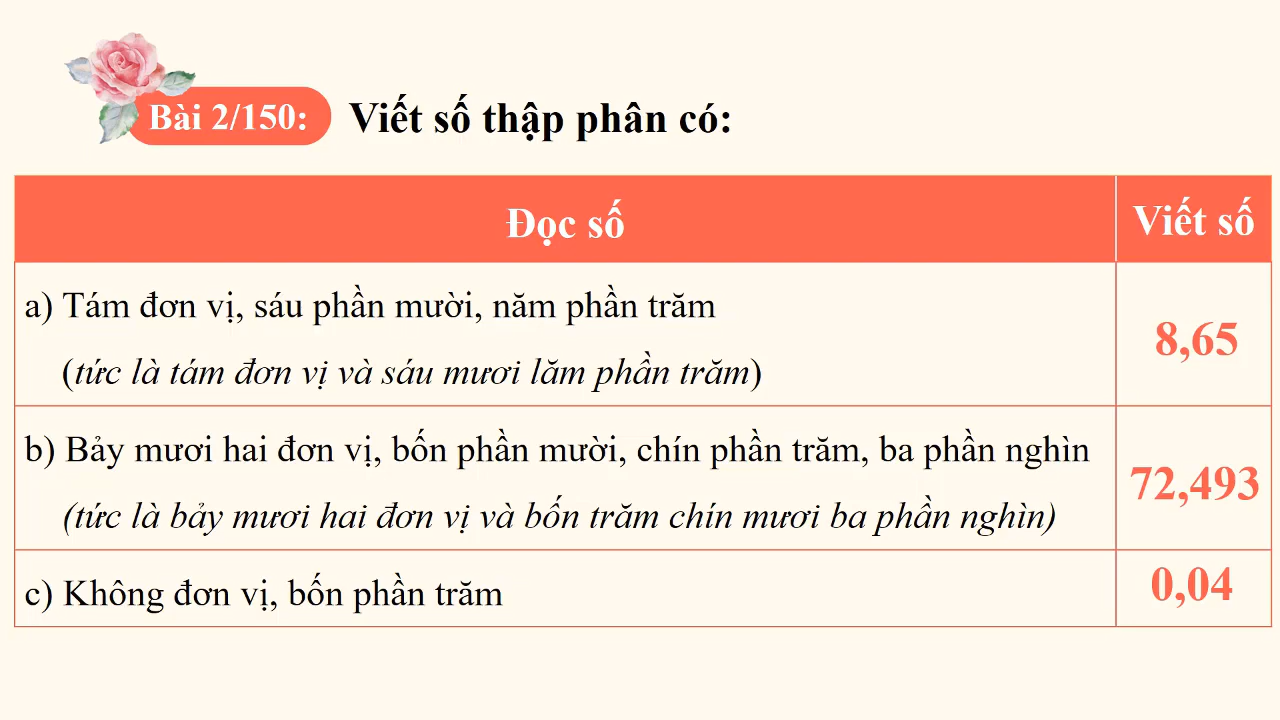 Bài 2/150: Viết số thập phân có:
Đọc số Viết số
a) Tám đơn vị, sáu phần mười, năm phần trăm
(tức là tám đơn vị và sáu mươi lăm phần trăm)
8,65
b) Bảy mươi hai đơn vị, bốn phần mười, chín phần trăm, ba phần nghìn
(tức là bảy mươi hai đơn vị và bốn trăm chín mươi ba phần nghìn)
72,493
c) Không đơn vị, bốn phần trăm
0,04